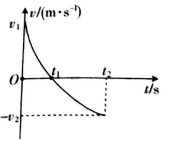 v/(m·s⁻¹)
v₁
O
t₁
t₂
t/s
-v₂